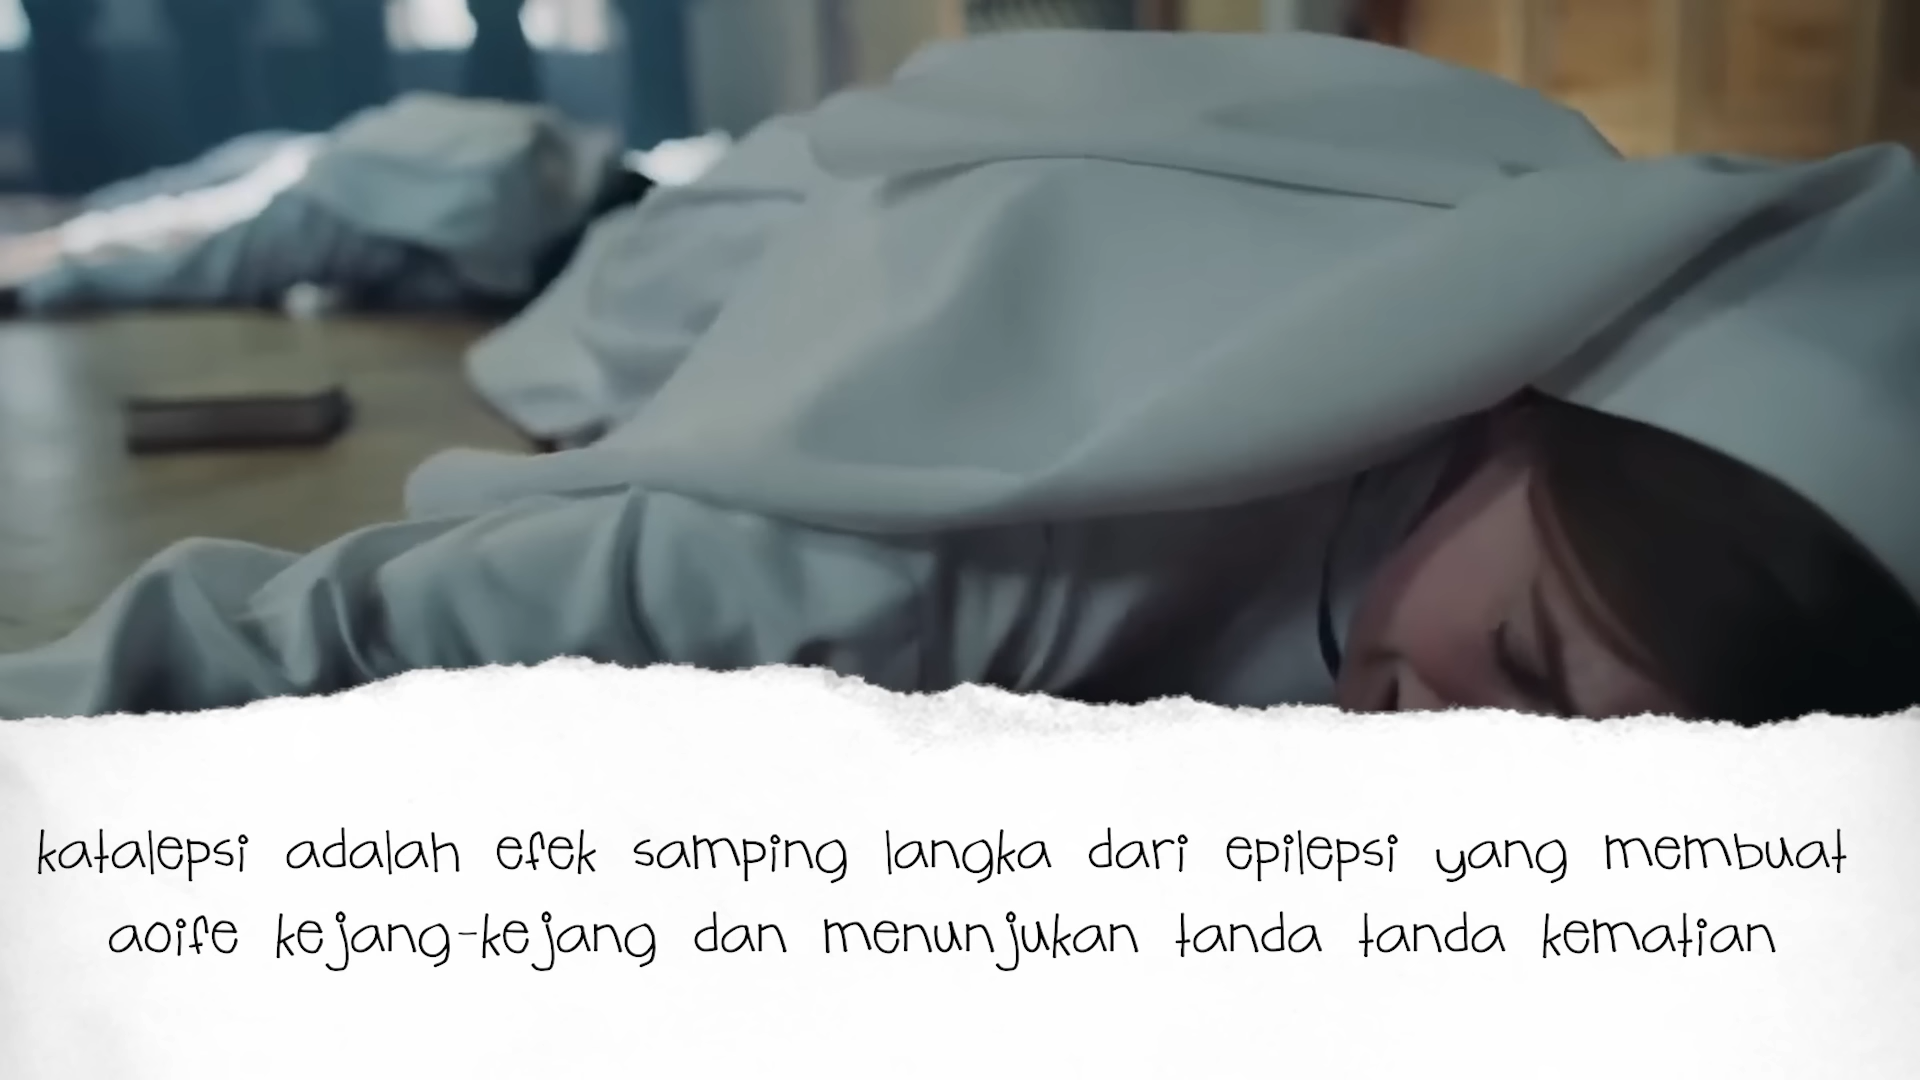 katalepsi adalah efek samping langka dari epilepsi yang membuat
aoife kejang-kejang dan menunjukan tanda tanda kematian